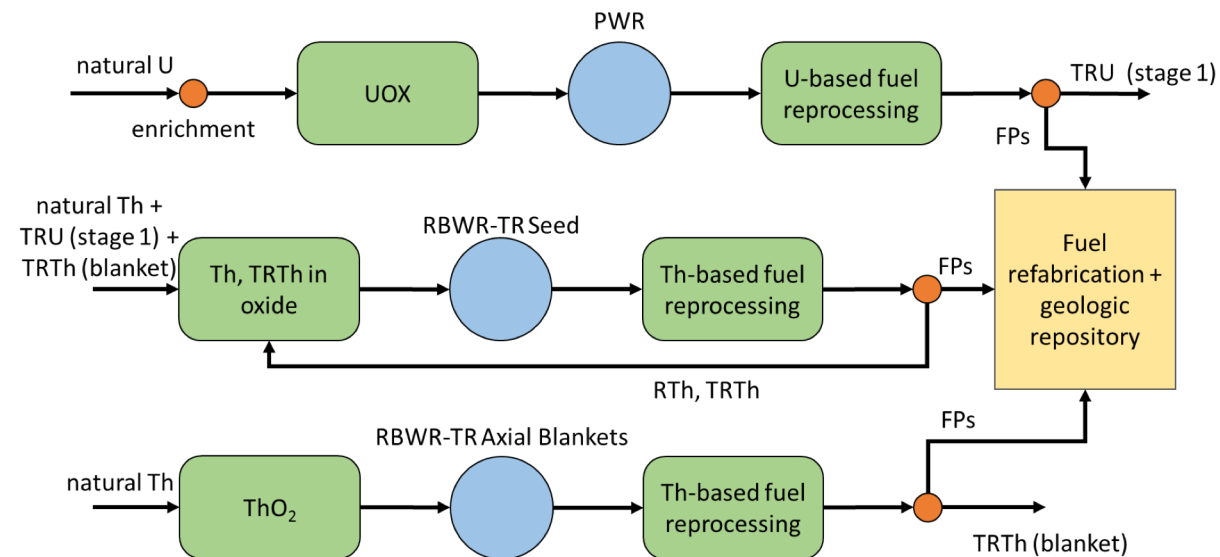 PWR
natural U
enrichment
UOX
U-based fuel
reprocessing
TRU (stage 1)
FPs
natural Th +
TRU (stage 1) +
TRTh (blanket)
Th, TRTh in
oxide
RBWR-TR Seed
Th-based fuel
reprocessing
FPs
Fuel
refabrication +
geologic
repository
RTh, TRTh
RBWR-TR Axial Blankets
FPs
natural Th
ThO₂
Th-based fuel
reprocessing
TRTh (blanket)